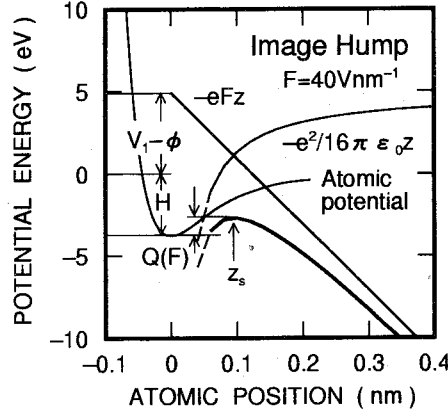 Image Hump
F=40Vnm⁻¹
−eFz
−e²/16π ε₀z
Atomic
potential
V₁−ϕ
H
Q(F)
zₛ
10
5
0
−5
−10
−0.1
0
0.1
0.2
0.3
0.4
POTENTIAL ENERGY (eV)
ATOMIC POSITION (nm)